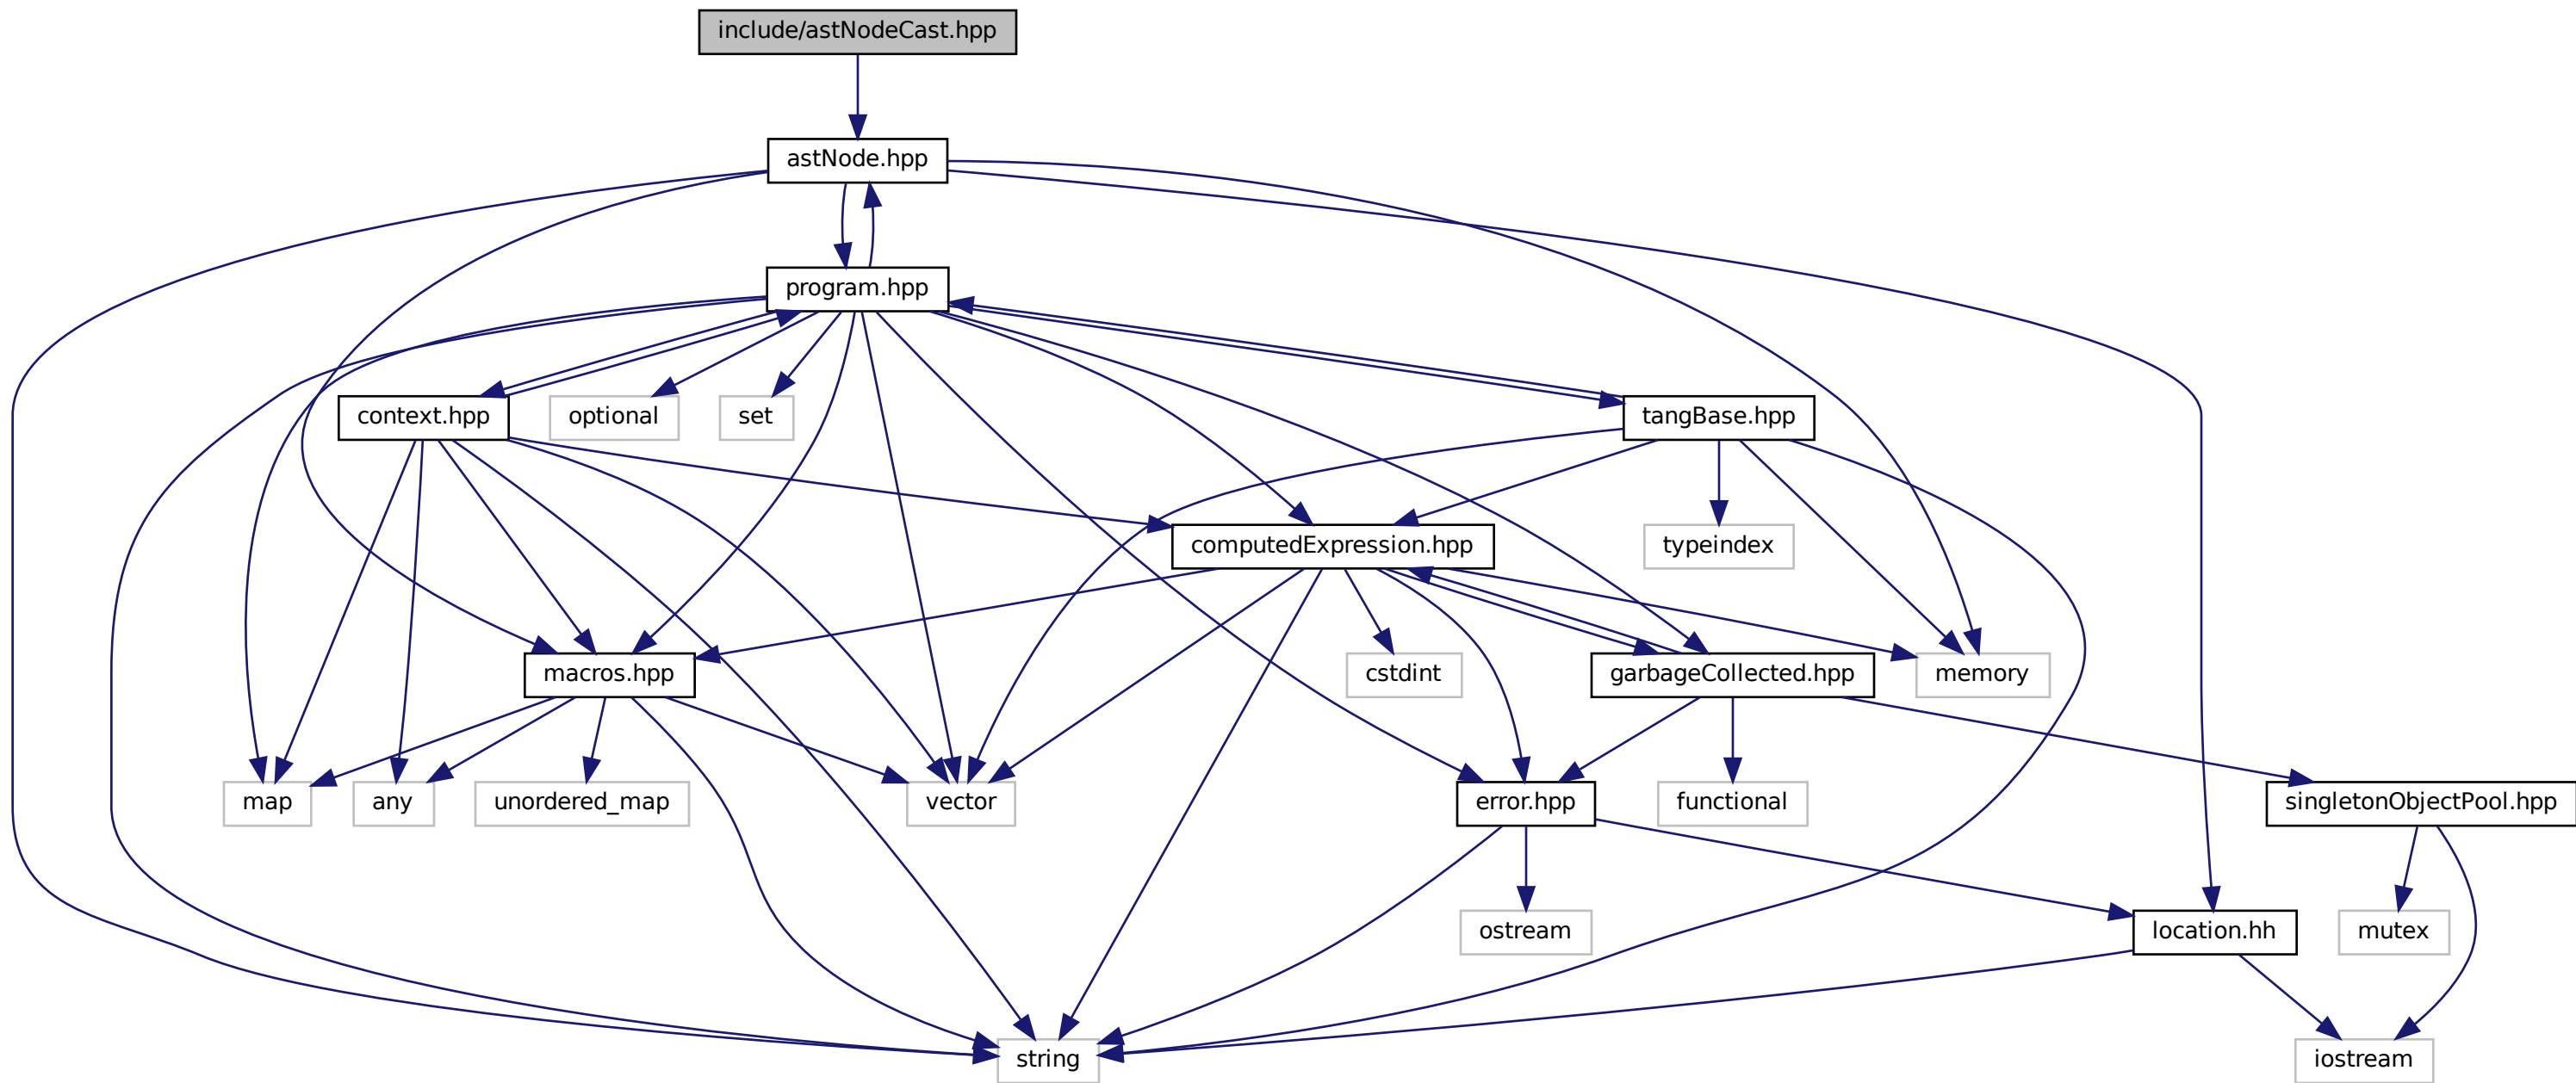 include/astNodeCast.hpp
astNode.hpp
program.hpp
context.hpp
optional
set
tangBase.hpp
computedExpression.hpp
typeindex
macros.hpp
cstdint
garbageCollected.hpp
memory
map
any
unordered_map
vector
error.hpp
functional
singletonObjectPool.hpp
ostream
location.hh
mutex
string
iostream